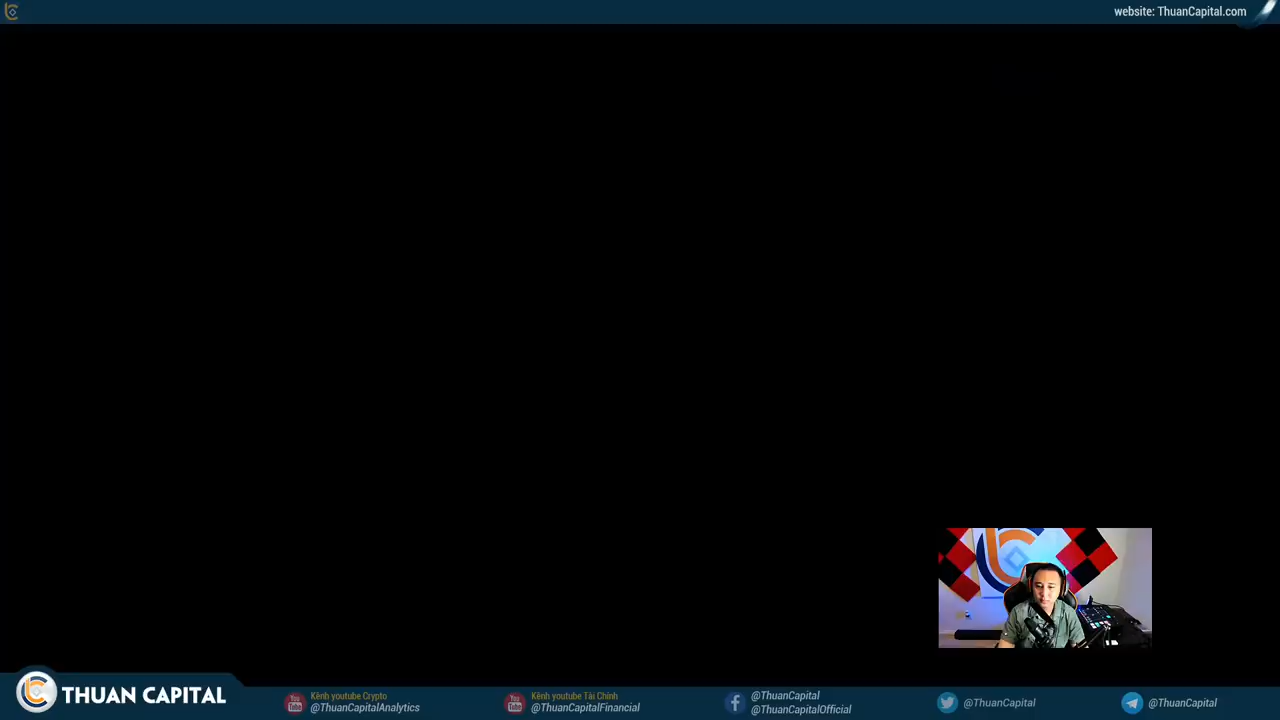 website: ThuanCapital.com
THUAN CAPITAL
Kênh youtube Crypto
@ThuanCapitalAnalytics
Kênh youtube Tài Chính
@ThuanCapitalFinancial
@ThuanCapital
@ThuanCapitalOfficial
@ThuanCapital
@ThuanCapital